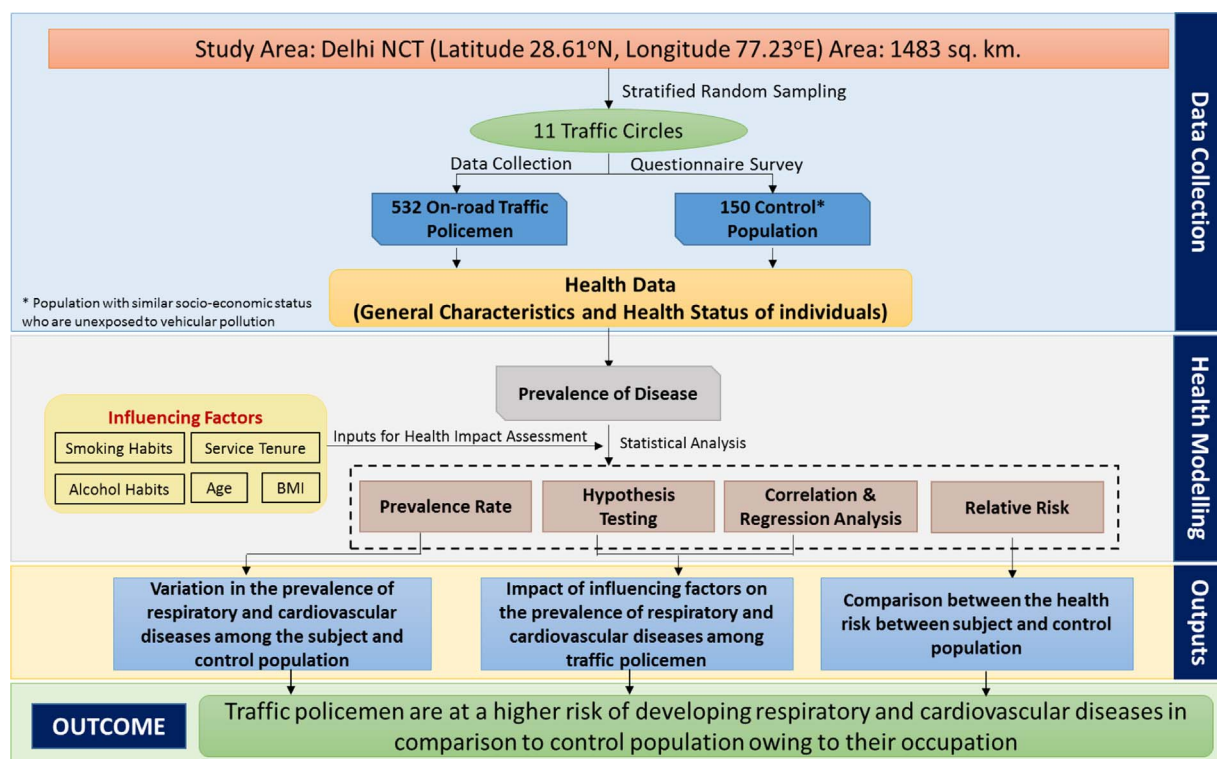 Study Area: Delhi NCT (Latitude 28.61°N, Longitude 77.23°E) Area: 1483 sq. km.
Stratified Random Sampling
11 Traffic Circles
Data Collection
Questionnaire Survey
532 On-road Traffic
Policemen
150 Control*
Population
Health Data
(General Characteristics and Health Status of individuals)
* Population with similar socio-economic status
who are unexposed to vehicular pollution
Data Collection
Prevalence of Disease
Influencing Factors
Smoking Habits
Service Tenure
Alcohol Habits
Age
BMI
Inputs for Health Impact Assessment
Statistical Analysis
Prevalence Rate
Hypothesis
Testing
Correlation &
Regression Analysis
Relative Risk
Health Modelling
Variation in the prevalence of
respiratory and cardiovascular
diseases among the subject and
control population
Impact of influencing factors on
the prevalence of respiratory and
cardiovascular diseases among
traffic policemen
Comparison between the health
risk between subject and control
population
Outputs
OUTCOME
Traffic policemen are at a higher risk of developing respiratory and cardiovascular diseases in
comparison to control population owing to their occupation